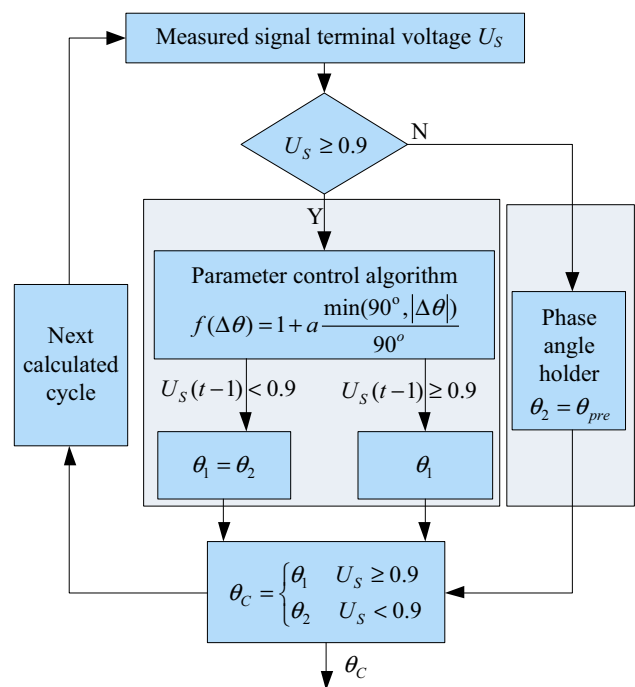 Measured signal terminal voltage U_S
U_S ≥ 0.9
N
Y
Parameter control algorithm
f(Δθ) = 1 + a min(90°, |Δθ|) / 90°
U_S(t−1) < 0.9
U_S(t−1) ≥ 0.9
θ_1 = θ_2
θ_1
Phase
angle
holder
θ_2 = θ_pre
Next
calculated
cycle
θ_C = { θ_1 U_S ≥ 0.9
θ_2 U_S < 0.9
θ_C